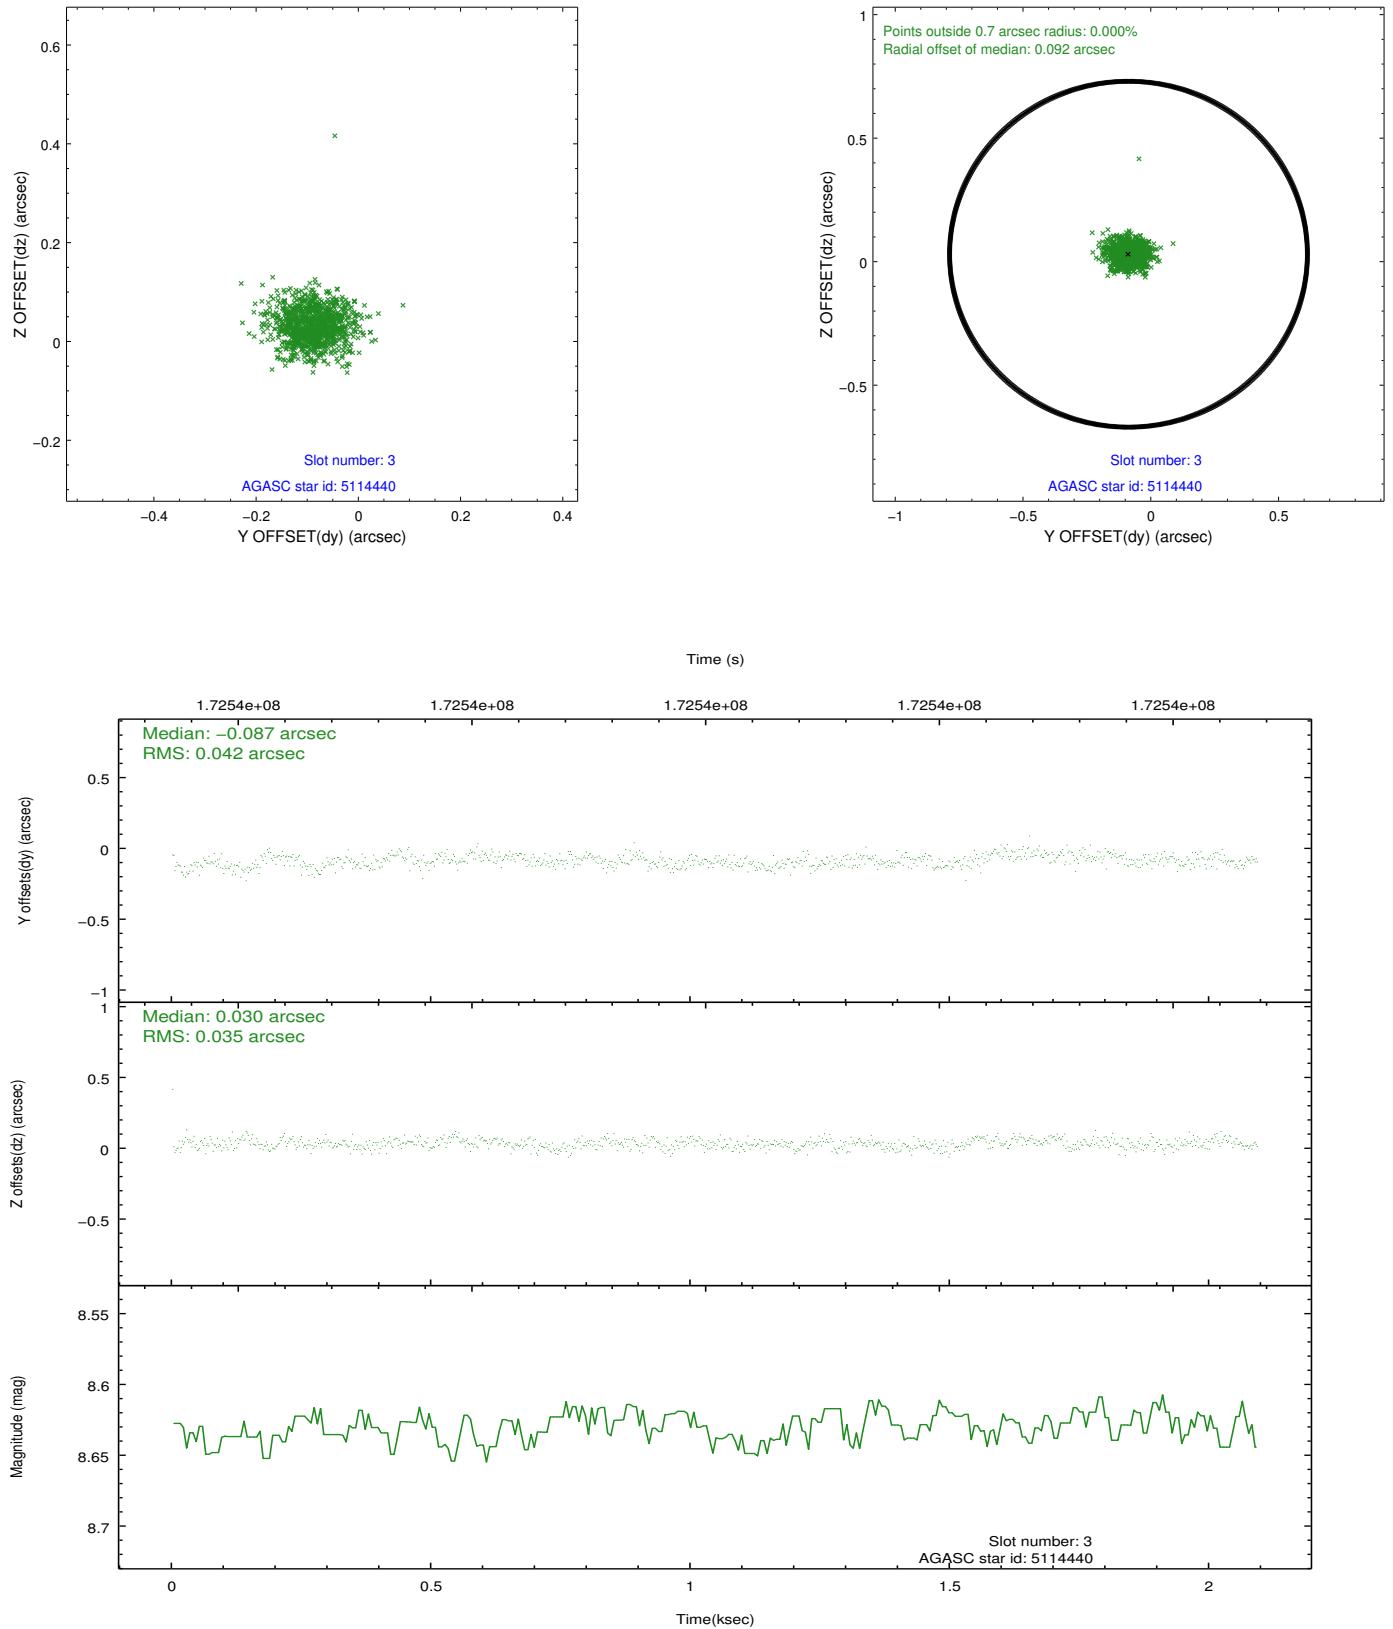 0.6
0.4
0.2
0
−0.2
Z OFFSET(dz) (arcsec)
Slot number: 3
AGASC star id: 5114440
−0.4 −0.2 0 0.2 0.4
Y OFFSET(dy) (arcsec)
Points outside 0.7 arcsec radius: 0.000%
Radial offset of median: 0.092 arcsec
1
0.5
0
−0.5
Z OFFSET(dz) (arcsec)
Slot number: 3
AGASC star id: 5114440
−1 −0.5 0 0.5
Y OFFSET(dy) (arcsec)
Time (s)
1.7254e+08 1.7254e+08 1.7254e+08 1.7254e+08 1.7254e+08
Median: −0.087 arcsec
RMS: 0.042 arcsec
0.5
0
−0.5
−1
Y offsets(dy) (arcsec)
Median: 0.030 arcsec
RMS: 0.035 arcsec
1
0.5
0
−0.5
Z offsets(dz) (arcsec)
8.55
8.6
8.65
8.7
Magnitude (mag)
Slot number: 3
AGASC star id: 5114440
0 0.5 1 1.5 2
Time(ksec)